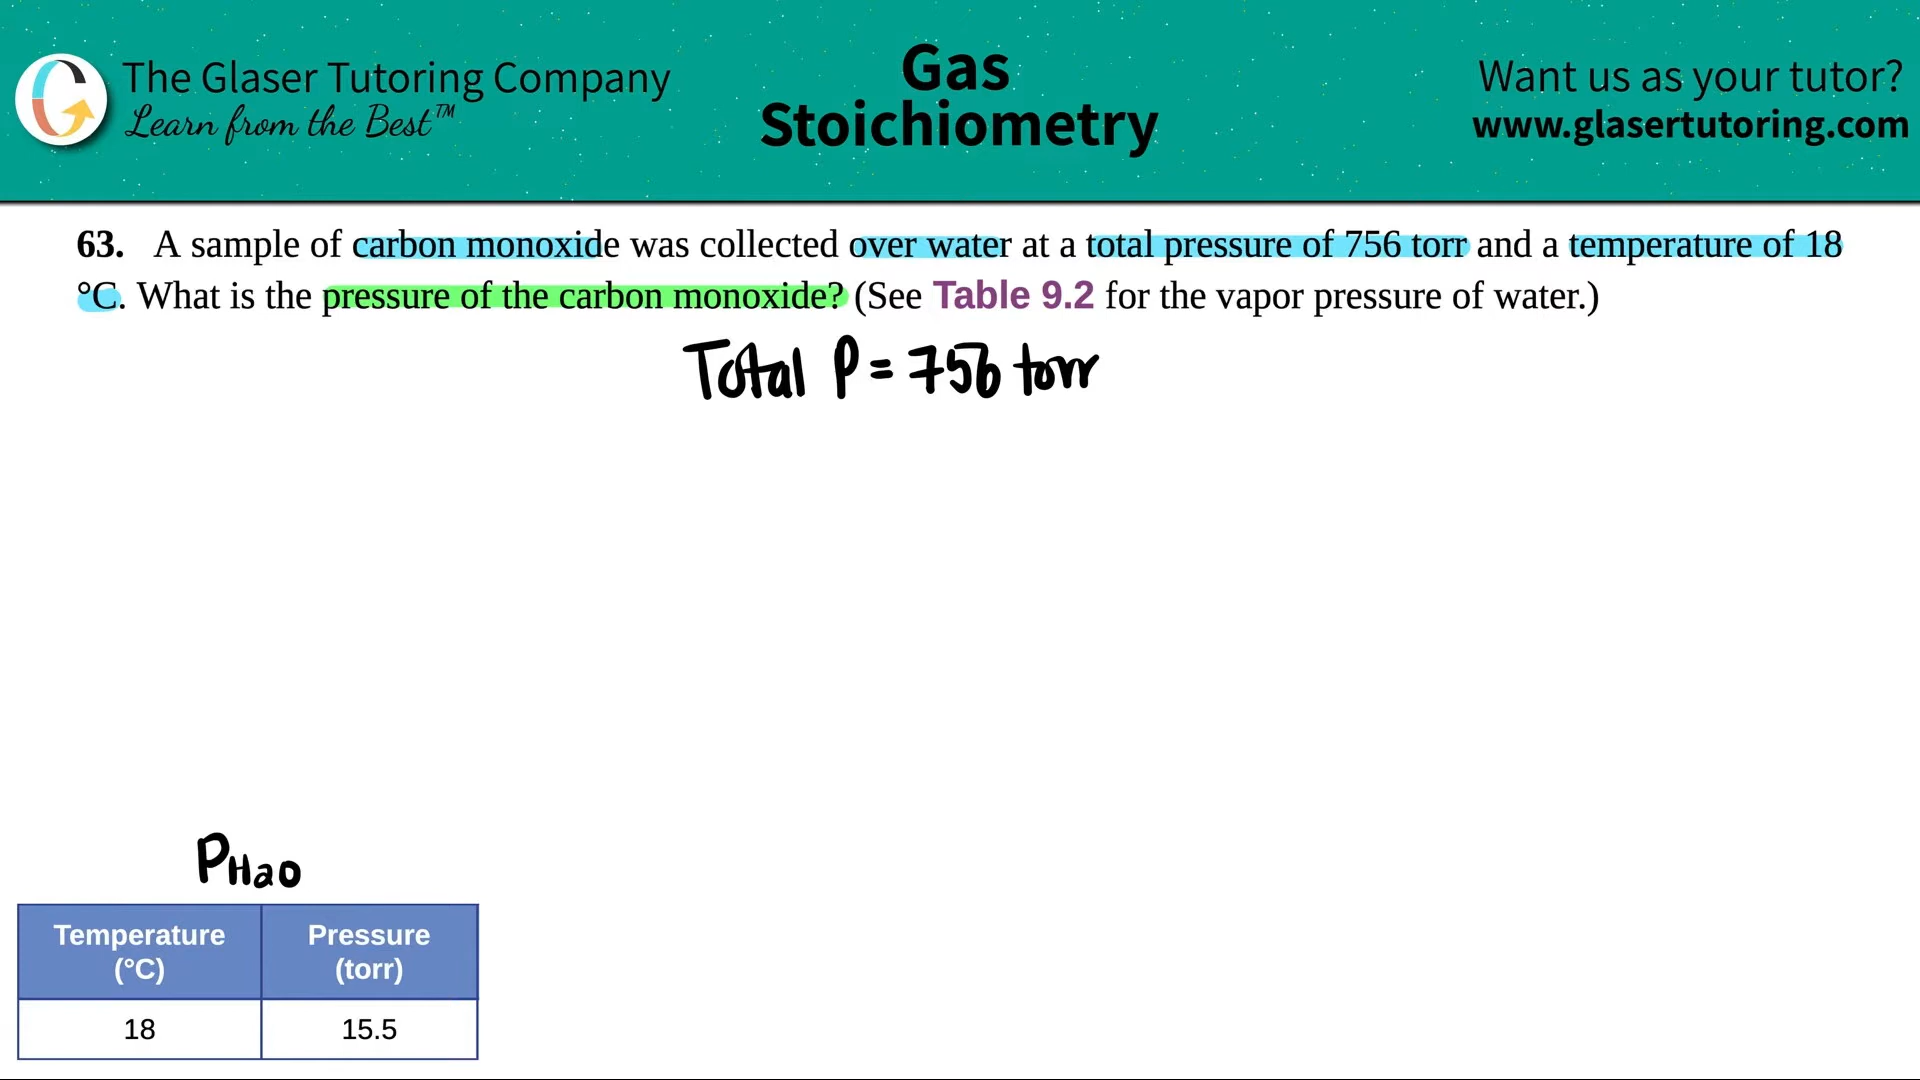 The Glaser Tutoring Company
Learn from the Best™
Gas
Stoichiometry
Want us as your tutor?
www.glasertutoring.com
63. A sample of carbon monoxide was collected over water at a total pressure of 756 torr and a temperature of 18
°C. What is the pressure of the carbon monoxide? (See Table 9.2 for the vapor pressure of water.)
Total P = 756 torr
PH2O
Temperature (°C) Pressure (torr)
18 15.5